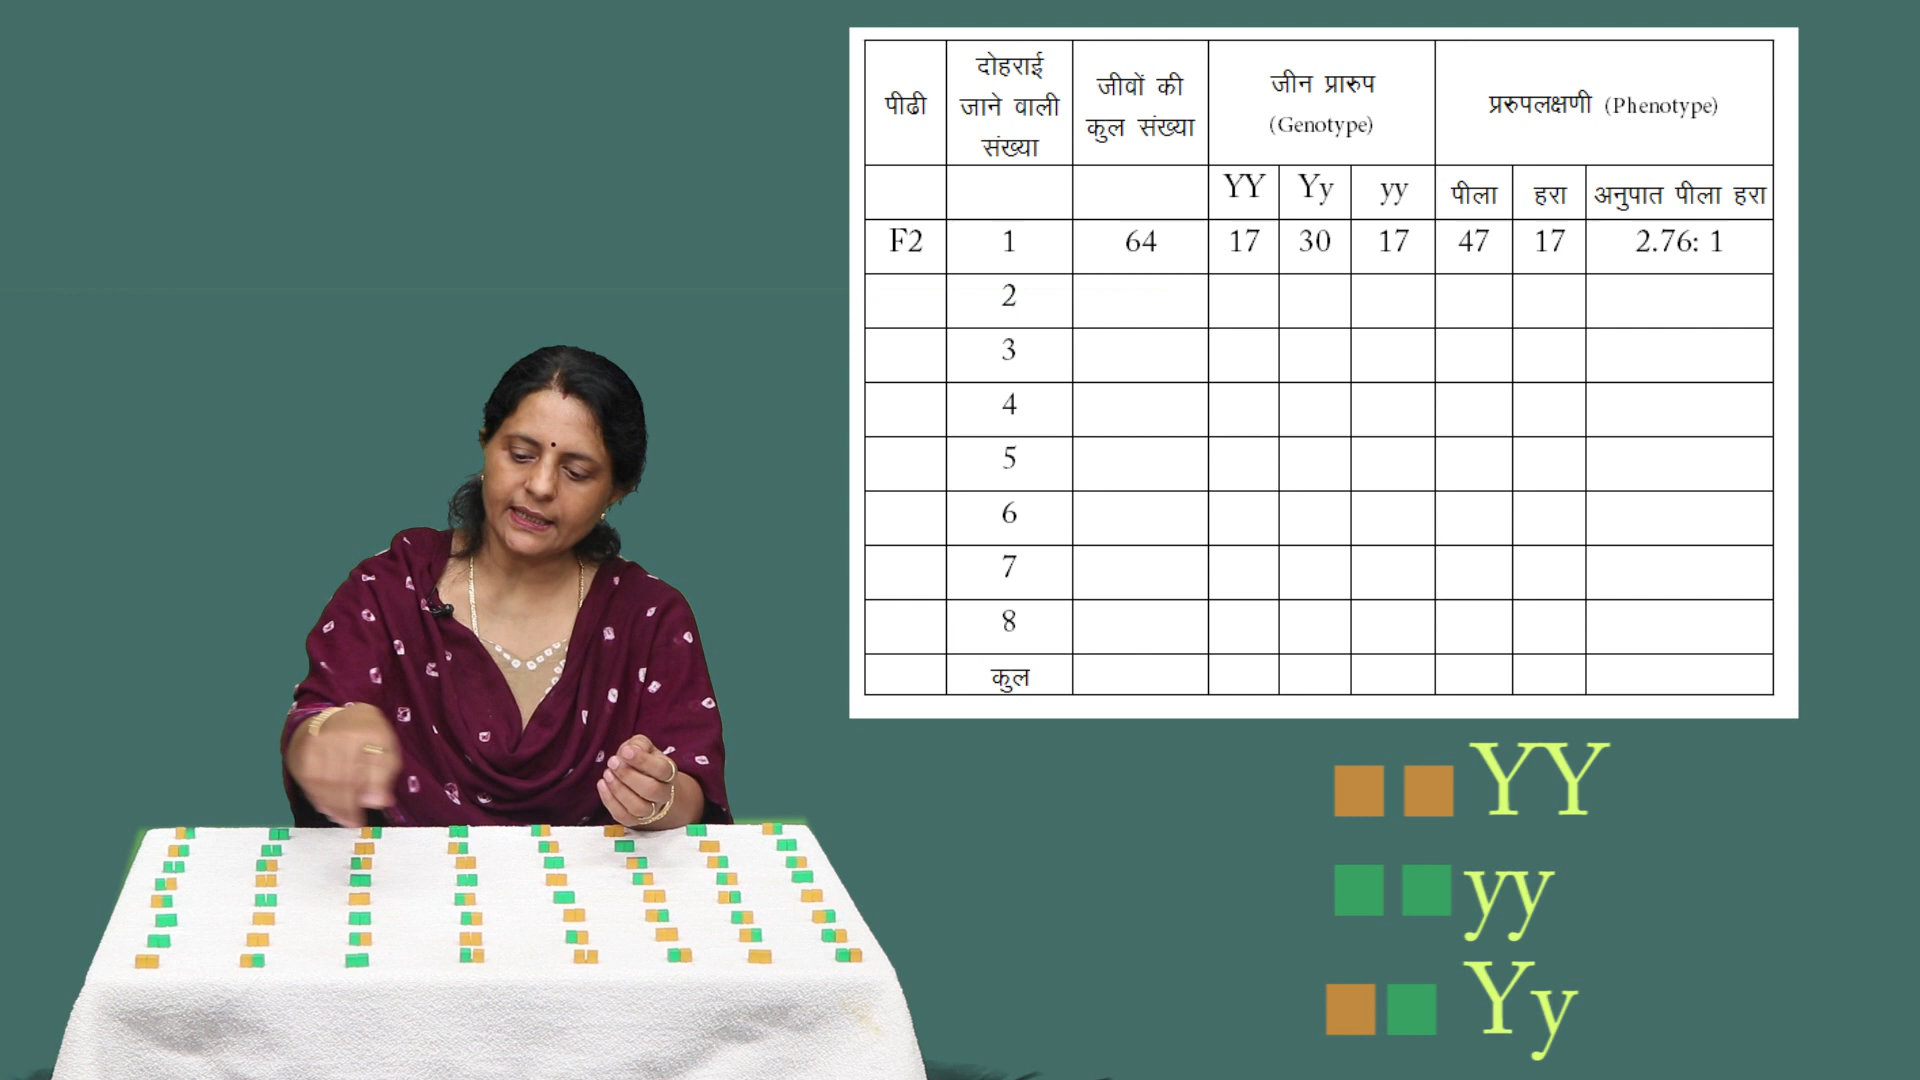 पीढी
दोहराई
जाने वाली
संख्या
जीवों की
कुल संख्या
जीन प्रारुप
(Genotype)
प्ररुपलक्षणी (Phenotype)
YY Yy yy पीला हरा अनुपात पीला हरा
F2 1 64 17 30 17 47 17 2.76: 1
2
3
4
5
6
7
8
कुल
YY
yy
Yy